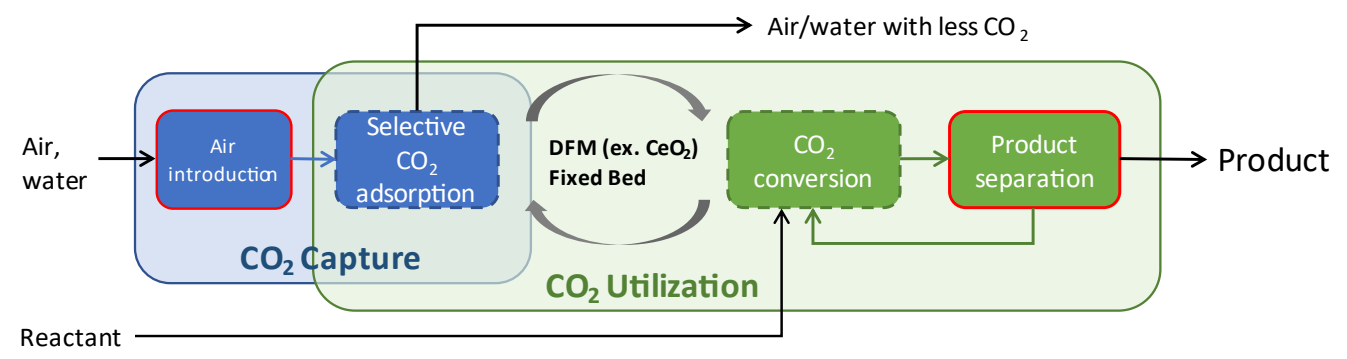 Air/water with less CO₂
Air,
water
Air
introduction
Selective
CO₂
adsorption
DFM (ex. CeO₂)
Fixed Bed
CO₂
conversion
Product
separation
Product
CO₂ Capture
CO₂ Utilization
Reactant